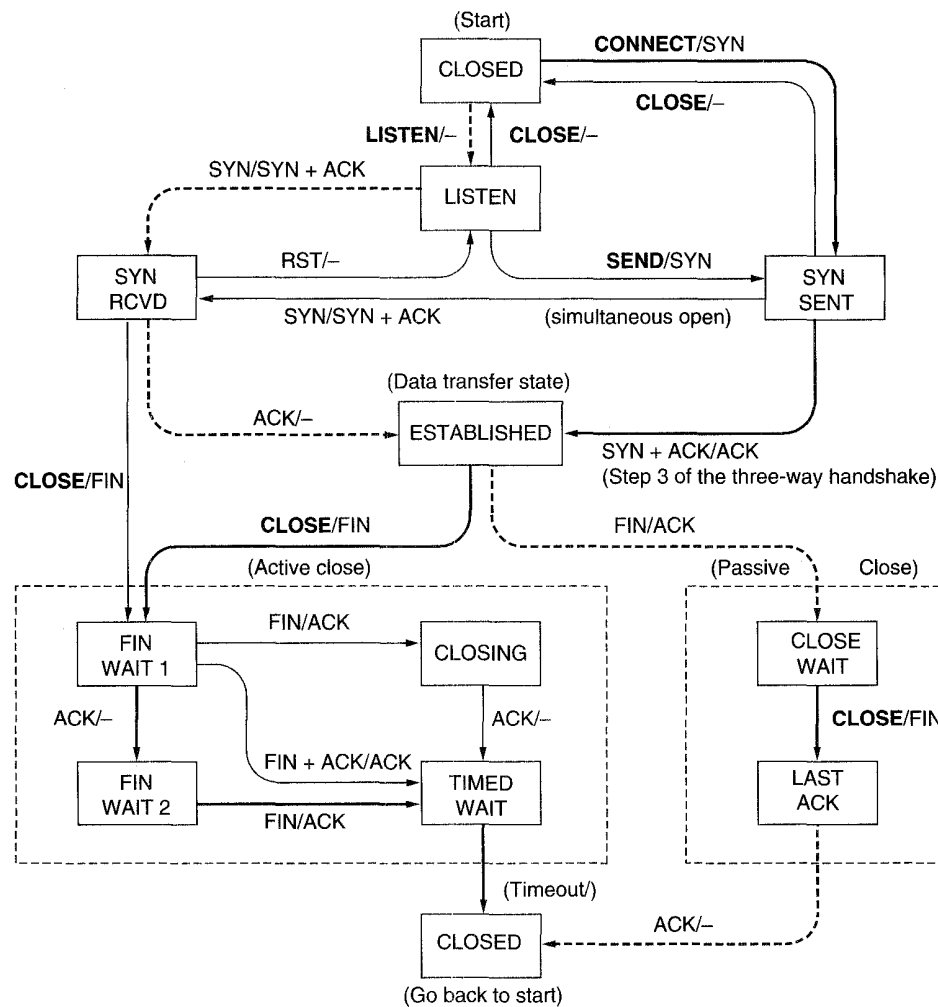 (Start)
CONNECT/SYN
CLOSED
CLOSE/–
LISTEN/–
CLOSE/–
SYN/SYN + ACK
LISTEN
RST/–
SEND/SYN
SYN
RCVD
SYN
SENT
SYN/SYN + ACK
(simultaneous open)
(Data transfer state)
ACK/–
ESTABLISHED
SYN + ACK/ACK
(Step 3 of the three-way handshake)
CLOSE/FIN
CLOSE/FIN
FIN/ACK
(Active close)
(Passive
Close)
FIN/ACK
FIN
WAIT 1
CLOSING
CLOSE
WAIT
ACK/–
ACK/–
CLOSE/FIN
FIN + ACK/ACK
FIN
WAIT 2
TIMED
WAIT
LAST
ACK
FIN/ACK
(Timeout/)
ACK/–
CLOSED
(Go back to start)